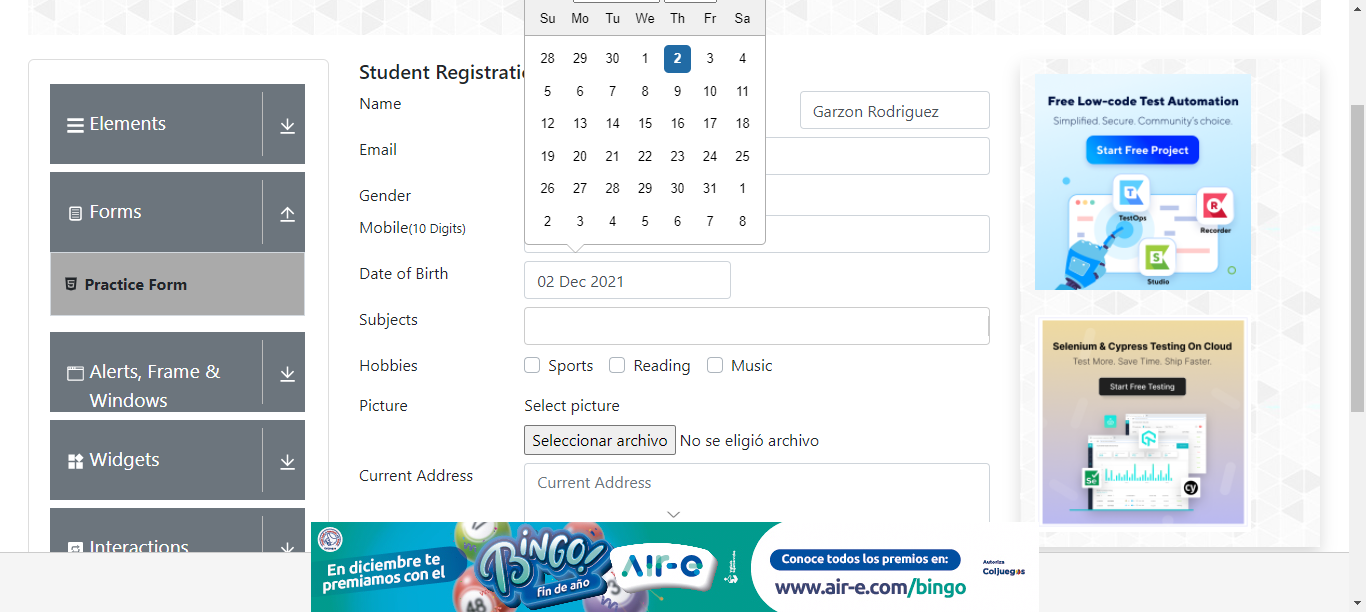 Su Mo Tu We Th Fr Sa
28 29 30 1 2 3 4
5 6 7 8 9 10 11
12 13 14 15 16 17 18
19 20 21 22 23 24 25
26 27 28 29 30 31 1
2 3 4 5 6 7 8
Elements
Forms
Practice Form
Alerts, Frame &
Windows
Widgets
Interactions
Student Registrati
Name
Garzon Rodriguez
Email
Gender
Mobile(10 Digits)
Date of Birth
02 Dec 2021
Subjects
Hobbies
Sports Reading Music
Picture
Select picture
Seleccionar archivo No se eligió archivo
Current Address
Current Address
Free Low-code Test Automation
Simplified. Secure. Community's choice.
Start Free Project
TestOps
Recorder
Studio
Selenium & Cypress Testing On Cloud
Test More. Save Time. Ship Faster.
Start Free Testing
Se
cy
En diciembre te
premiamos con el
BINGO!
fin de año
48
3
AIR-E
Conoce todos los premios en:
www.air-e.com/bingo
Autoriza
Coljuegos